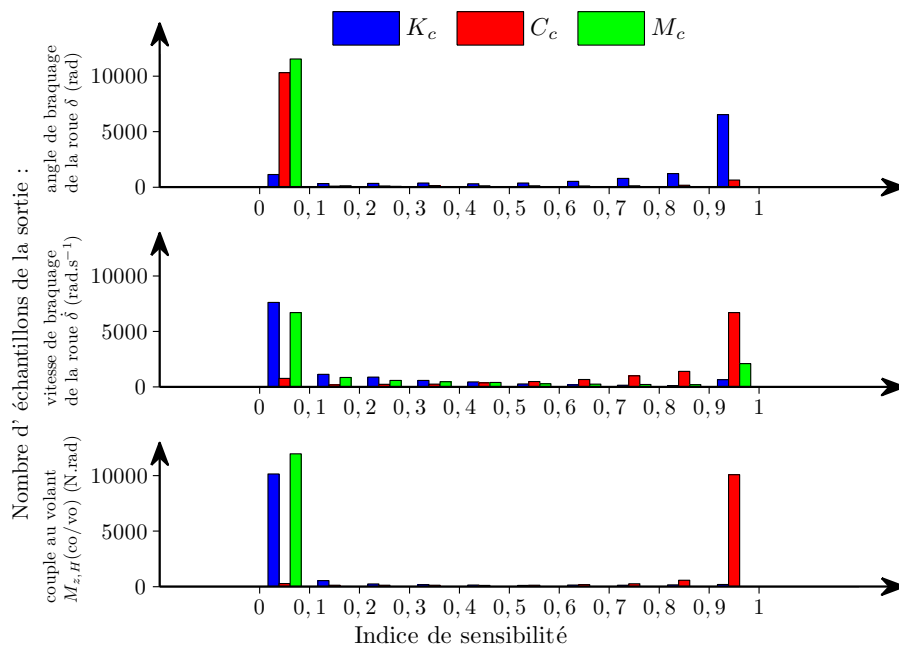 K_c C_c M_c
Nombre d' échantillons de la sortie :
angle de braquage
de la roue δ (rad)
10000
5000
0
0 0, 1 0, 2 0, 3 0, 4 0, 5 0, 6 0, 7 0, 8 0, 9 1
vitesse de braquage
de la roue δ̇ (rad.s⁻¹)
10000
5000
0
0 0, 1 0, 2 0, 3 0, 4 0, 5 0, 6 0, 7 0, 8 0, 9 1
couple au volant
M_{z,H}(co/vo) (N.rad)
10000
5000
0
0 0, 1 0, 2 0, 3 0, 4 0, 5 0, 6 0, 7 0, 8 0, 9 1
Indice de sensibilité